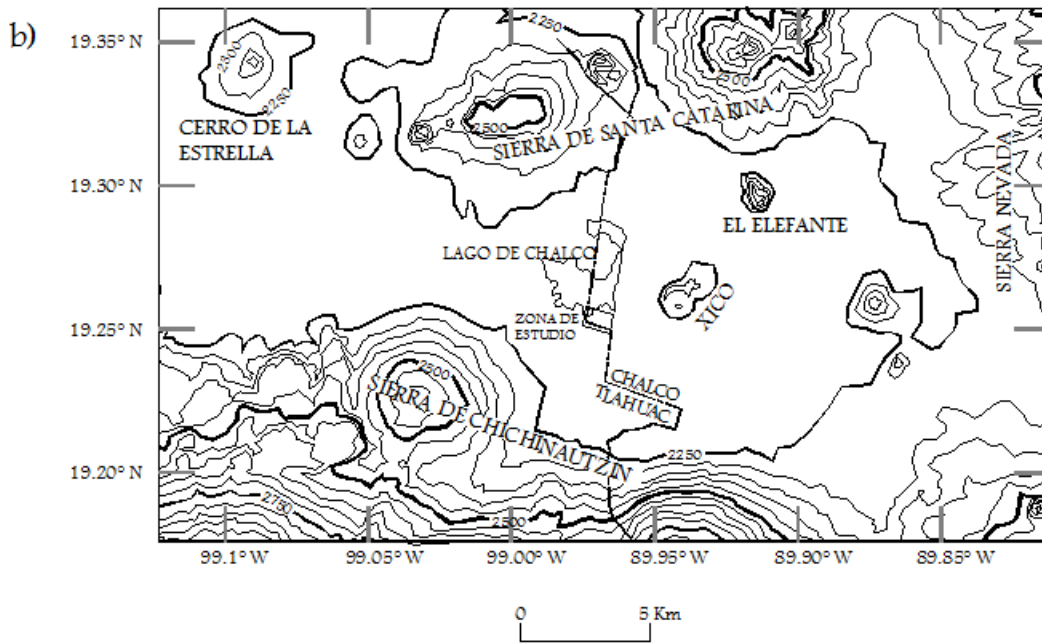 b)
19.35° N
19.30° N
19.25° N
19.20° N
2300
2250
CERRO DE LA
ESTRELLA
2250
2500
SIERRA DE SANTA CATARINA
2500
SIERRA NEVADA
EL ELEFANTE
LAGO DE CHALCO
XICO
ZONA DE
ESTUDIO
CHALCO
TLAHUAC
2500
SIERRA DE CHICHINAUTZIN
2250
2750
2500
99.1° W
99.05° W
99.00° W
89.95° W
89.90° W
89.85° W
0 5 Km